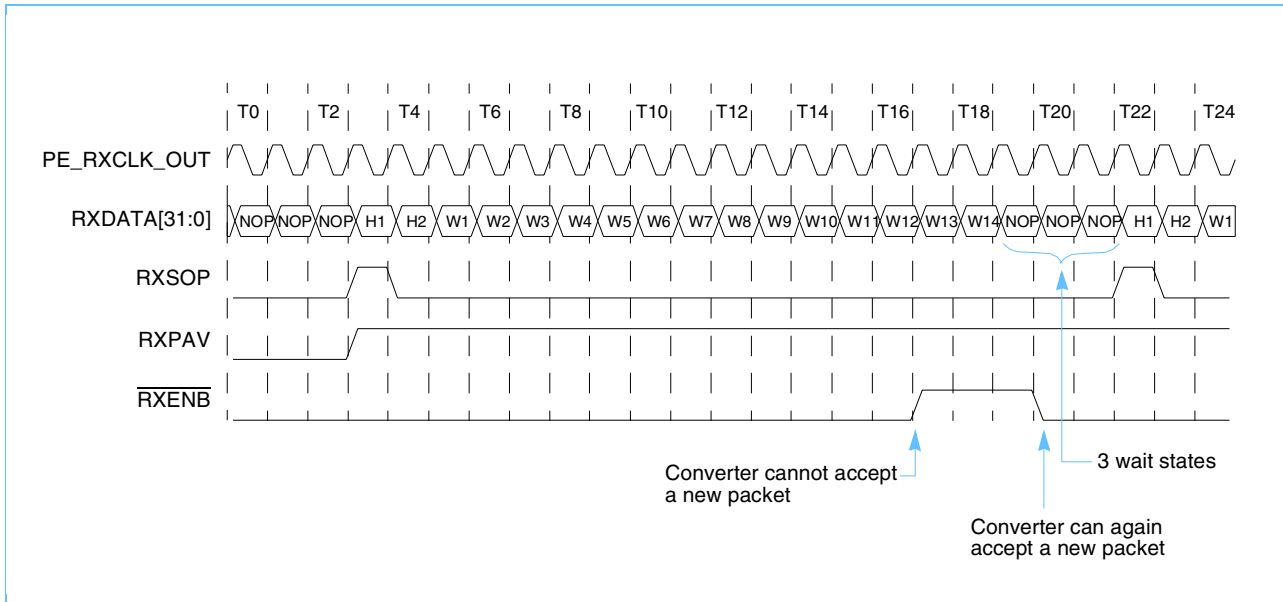 T0 T2 T4 T6 T8 T10 T12 T14 T16 T18 T20 T22 T24
PE_RXCLK_OUT
RXDATA[31:0] NOP NOP NOP H1 H2 W1 W2 W3 W4 W5 W6 W7 W8 W9 W10 W11 W12 W13 W14 NOP NOP NOP H1 H2 W1
RXSOP
RXPAV
RXENB
3 wait states
Converter cannot accept
a new packet
Converter can again
accept a new packet